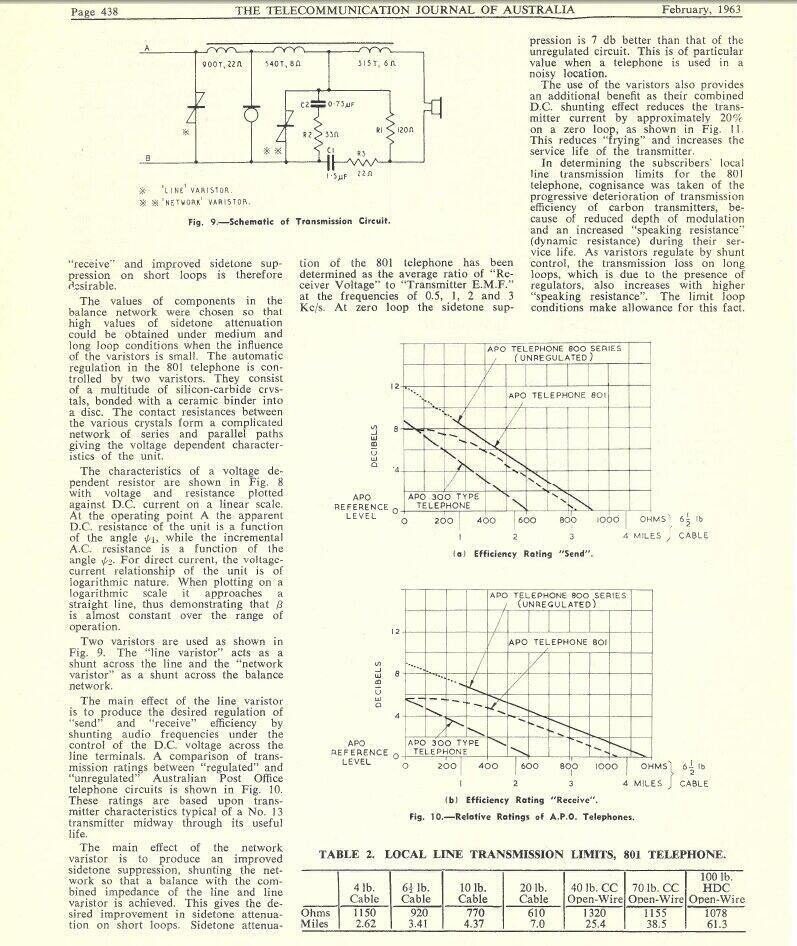 Page 438
THE TELECOMMUNICATION JOURNAL OF AUSTRALIA
February, 1963
A
900T, 22Ω
540T, 8Ω
315T, 6Ω
C2
0·75μF
R2
33Ω
R1
120Ω
C1
R3
1·5μF
22Ω
B
※
※ ※
※ 'LINE' VARISTOR.
※ ※ 'NETWORK' VARISTOR.
Fig. 9.—Schematic of Transmission Circuit.
"receive" and improved sidetone sup-
pression on short loops is therefore
desirable.
The values of components in the
balance network were chosen so that
high values of sidetone attenuation
could be obtained under medium and
long loop conditions when the influence
of the varistors is small. The automatic
regulation in the 801 telephone is con-
trolled by two varistors. They consist
of a multitude of silicon-carbide crys-
tals, bonded with a ceramic binder into
a disc. The contact resistances between
the various crystals form a complicated
network of series and parallel paths
giving the voltage dependent character-
istics of the unit.
The characteristics of a voltage de-
pendent resistor are shown in Fig. 8
with voltage and resistance plotted
against D.C. current on a linear scale.
At the operating point A the apparent
D.C. resistance of the unit is a function
of the angle ψ1, while the incremental
A.C. resistance is a function of the
angle ψ2. For direct current, the voltage-
current relationship of the unit is of
logarithmic nature. When plotting on a
logarithmic scale it approaches a
straight line, thus demonstrating that β
is almost constant over the range of
operation.
Two varistors are used as shown in
Fig. 9. The "line varistor" acts as a
shunt across the line and the "network
varistor" as a shunt across the balance
network.
The main effect of the line varistor
is to produce the desired regulation of
"send" and "receive" efficiency by
shunting audio frequencies under the
control of the D.C. voltage across the
line terminals. A comparison of trans-
mission ratings between "regulated" and
"unregulated" Australian Post Office
telephone circuits is shown in Fig. 10.
These ratings are based upon trans-
mitter characteristics typical of a No. 13
transmitter midway through its useful
life.
The main effect of the network
varistor is to produce an improved
sidetone suppression, shunting the net-
work so that a balance with the com-
bined impedance of the line and line
varistor is achieved. This gives the de-
sired improvement in sidetone attenua-
tion on short loops. Sidetone attenua-
tion of the 801 telephone has been
determined as the average ratio of "Re-
ceiver Voltage" to "Transmitter E.M.F."
at the frequencies of 0.5, 1, 2 and 3
Kc/s. At zero loop the sidetone sup-
pression is 7 db better than that of the
unregulated circuit. This is of particular
value when a telephone is used in a
noisy location.
The use of the varistors also provides
an additional benefit as their combined
D.C. shunting effect reduces the trans-
mitter current by approximately 20%
on a zero loop, as shown in Fig. 11.
This reduces "frying" and increases the
service life of the transmitter.
In determining the subscribers' local
line transmission limits for the 801
telephone, cognisance was taken of the
progressive deterioration of transmission
efficiency of carbon transmitters, be-
cause of reduced depth of modulation
and an increased "speaking resistance"
(dynamic resistance) during their ser-
vice life. As varistors regulate by shunt
control, the transmission loss on long
loops, which is due to the presence of
regulators, also increases with higher
"speaking resistance". The limit loop
conditions make allowance for this fact.
APO TELEPHONE 800 SERIES
(UNREGULATED)
APO TELEPHONE 801
12
8
4
DECIBELS
APO
REFERENCE 0
LEVEL
APO 300 TYPE
TELEPHONE
0 200 400 600 800 1000 OHMS 6½ lb
1 2 3 4 MILES CABLE
(a) Efficiency Rating "Send".
APO TELEPHONE 800 SERIES
(UNREGULATED)
APO TELEPHONE 801
12
8
4
DECIBELS
APO
REFERENCE 0
LEVEL
APO 300 TYPE
TELEPHONE
0 200 400 600 800 1000 OHMS 6½ lb
1 2 3 4 MILES CABLE
(b) Efficiency Rating "Receive".
Fig. 10.—Relative Ratings of A.P.O. Telephones.
TABLE 2. LOCAL LINE TRANSMISSION LIMITS, 801 TELEPHONE.
4 lb. Cable 6½ lb. Cable 10 lb. Cable 20 lb. Cable 40 lb. CC Open-Wire 70 lb. CC Open-Wire 100 lb. HDC Open-Wire
Ohms 1150 920 770 610 1320 1155 1078
Miles 2.62 3.41 4.37 7.0 25.4 38.5 61.3